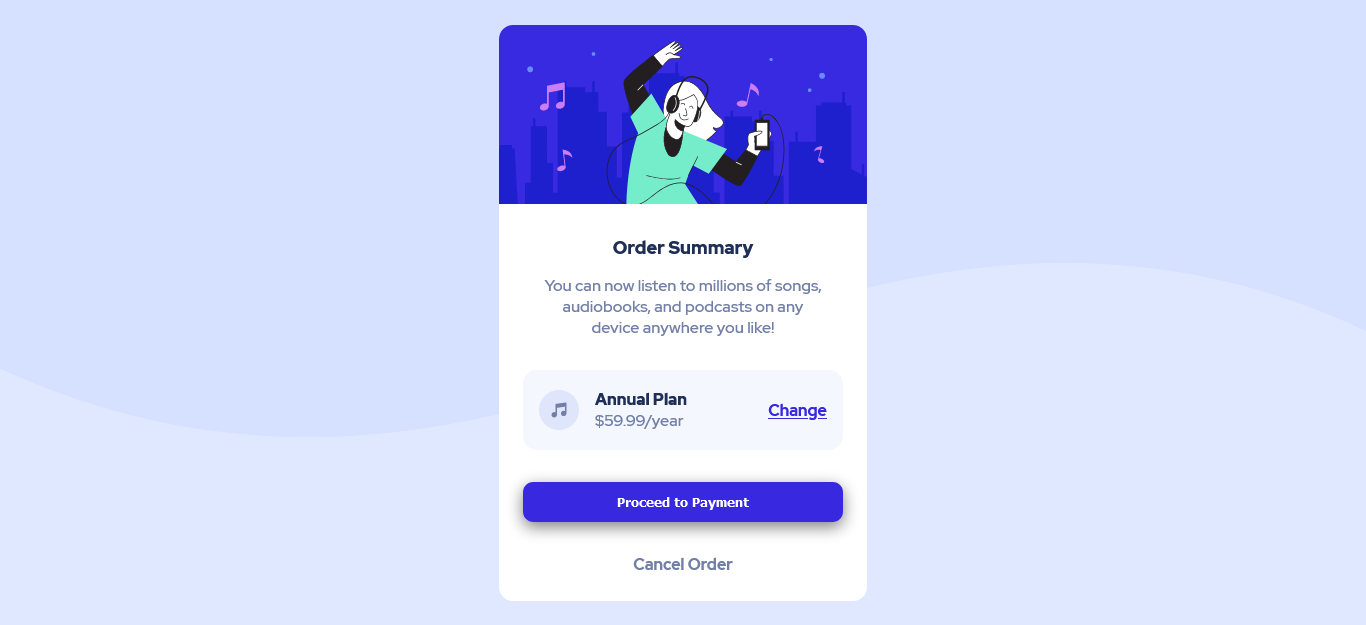 Order Summary
You can now listen to millions of songs,
audiobooks, and podcasts on any
device anywhere you like!
Annual Plan
$59.99/year
Change
Proceed to Payment
Cancel Order